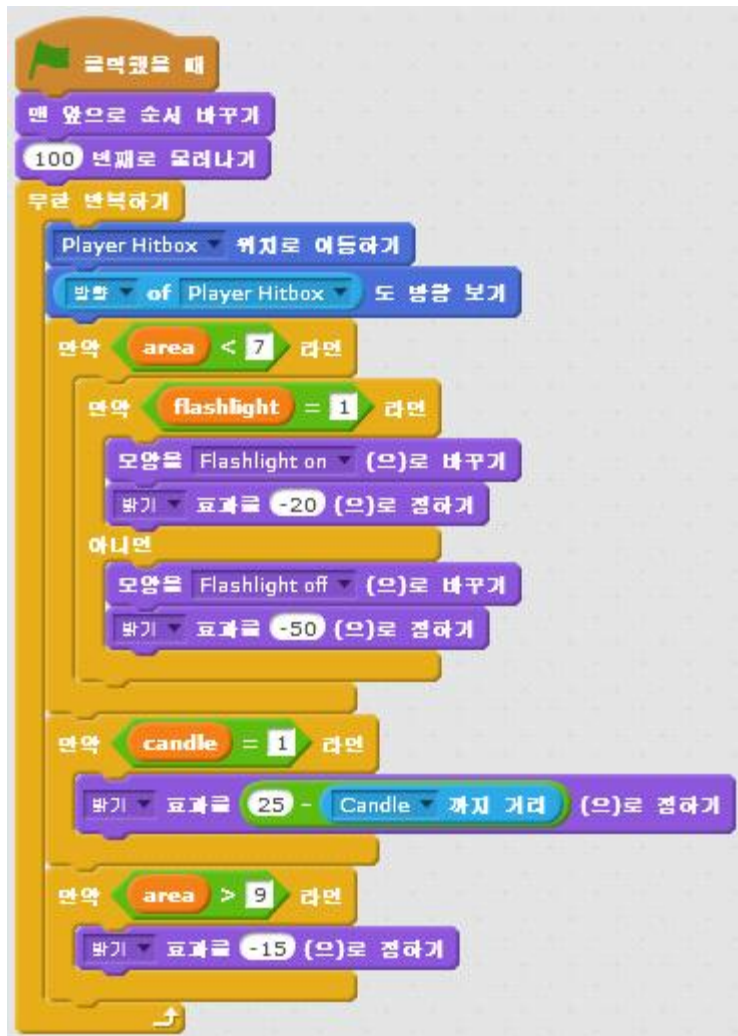 클릭했을 때
맨 앞으로 순서 바꾸기
100 번째로 물러나기
무한 반복하기
Player Hitbox 위치로 이동하기
방향 of Player Hitbox 도 방향 보기
만약 area < 7 라면
만약 flashlight = 1 라면
모양을 Flashlight on (으)로 바꾸기
밝기 효과를 -20 (으)로 정하기
아니면
모양을 Flashlight off (으)로 바꾸기
밝기 효과를 -50 (으)로 정하기
만약 candle = 1 라면
밝기 효과를 25 - Candle 까지 거리 (으)로 정하기
만약 area > 9 라면
밝기 효과를 -15 (으)로 정하기